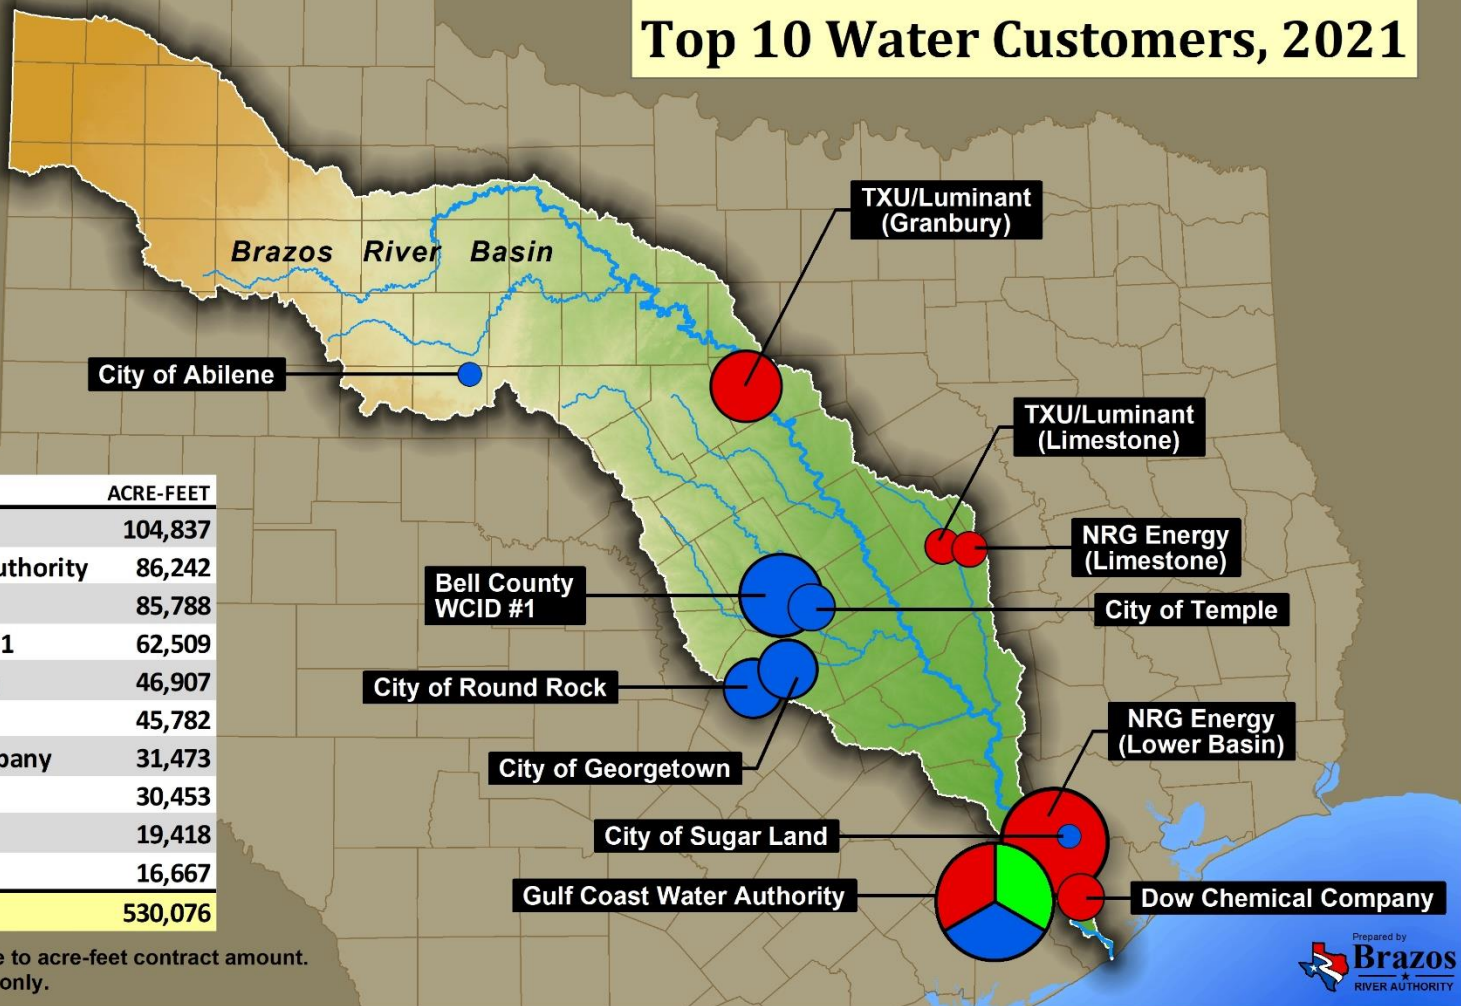 Top 10 Water Customers, 2021
TXU/Luminant
(Granbury)
Brazos River Basin
City of Abilene
TXU/Luminant
(Limestone)
NRG Energy
(Limestone)
Bell County
WCID #1
City of Temple
City of Round Rock
City of Georgetown
NRG Energy
(Lower Basin)
City of Sugar Land
Gulf Coast Water Authority
Dow Chemical Company
ACRE-FEET
104,837
uthority 86,242
85,788
1 62,509
46,907
45,782
pany 31,473
30,453
19,418
16,667
530,076
e to acre-feet contract amount.
only.
Prepared by
Brazos
RIVER AUTHORITY